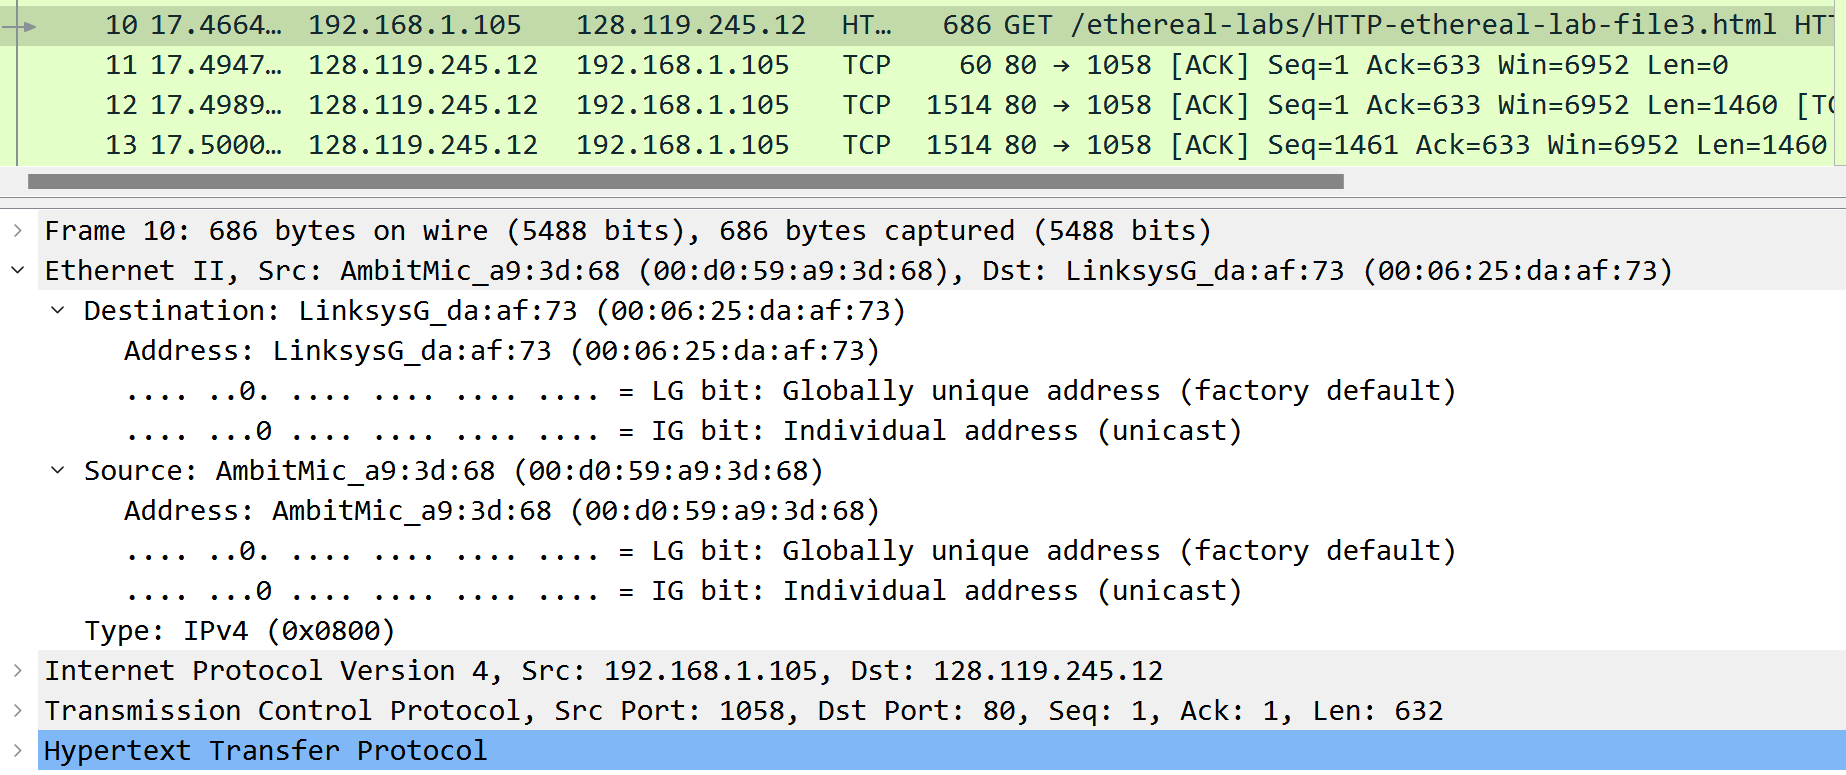 10 17.4664… 192.168.1.105 128.119.245.12 HT… 686 GET /ethereal-labs/HTTP-ethereal-lab-file3.html HT
11 17.4947… 128.119.245.12 192.168.1.105 TCP 60 80 → 1058 [ACK] Seq=1 Ack=633 Win=6952 Len=0
12 17.4989… 128.119.245.12 192.168.1.105 TCP 1514 80 → 1058 [ACK] Seq=1 Ack=633 Win=6952 Len=1460 [TC
13 17.5000… 128.119.245.12 192.168.1.105 TCP 1514 80 → 1058 [ACK] Seq=1461 Ack=633 Win=6952 Len=1460
Frame 10: 686 bytes on wire (5488 bits), 686 bytes captured (5488 bits)
Ethernet II, Src: AmbitMic_a9:3d:68 (00:d0:59:a9:3d:68), Dst: LinksysG_da:af:73 (00:06:25:da:af:73)
Destination: LinksysG_da:af:73 (00:06:25:da:af:73)
Address: LinksysG_da:af:73 (00:06:25:da:af:73)
.... ..0. .... .... .... .... = LG bit: Globally unique address (factory default)
.... ...0 .... .... .... .... = IG bit: Individual address (unicast)
Source: AmbitMic_a9:3d:68 (00:d0:59:a9:3d:68)
Address: AmbitMic_a9:3d:68 (00:d0:59:a9:3d:68)
.... ..0. .... .... .... .... = LG bit: Globally unique address (factory default)
.... ...0 .... .... .... .... = IG bit: Individual address (unicast)
Type: IPv4 (0x0800)
Internet Protocol Version 4, Src: 192.168.1.105, Dst: 128.119.245.12
Transmission Control Protocol, Src Port: 1058, Dst Port: 80, Seq: 1, Ack: 1, Len: 632
Hypertext Transfer Protocol